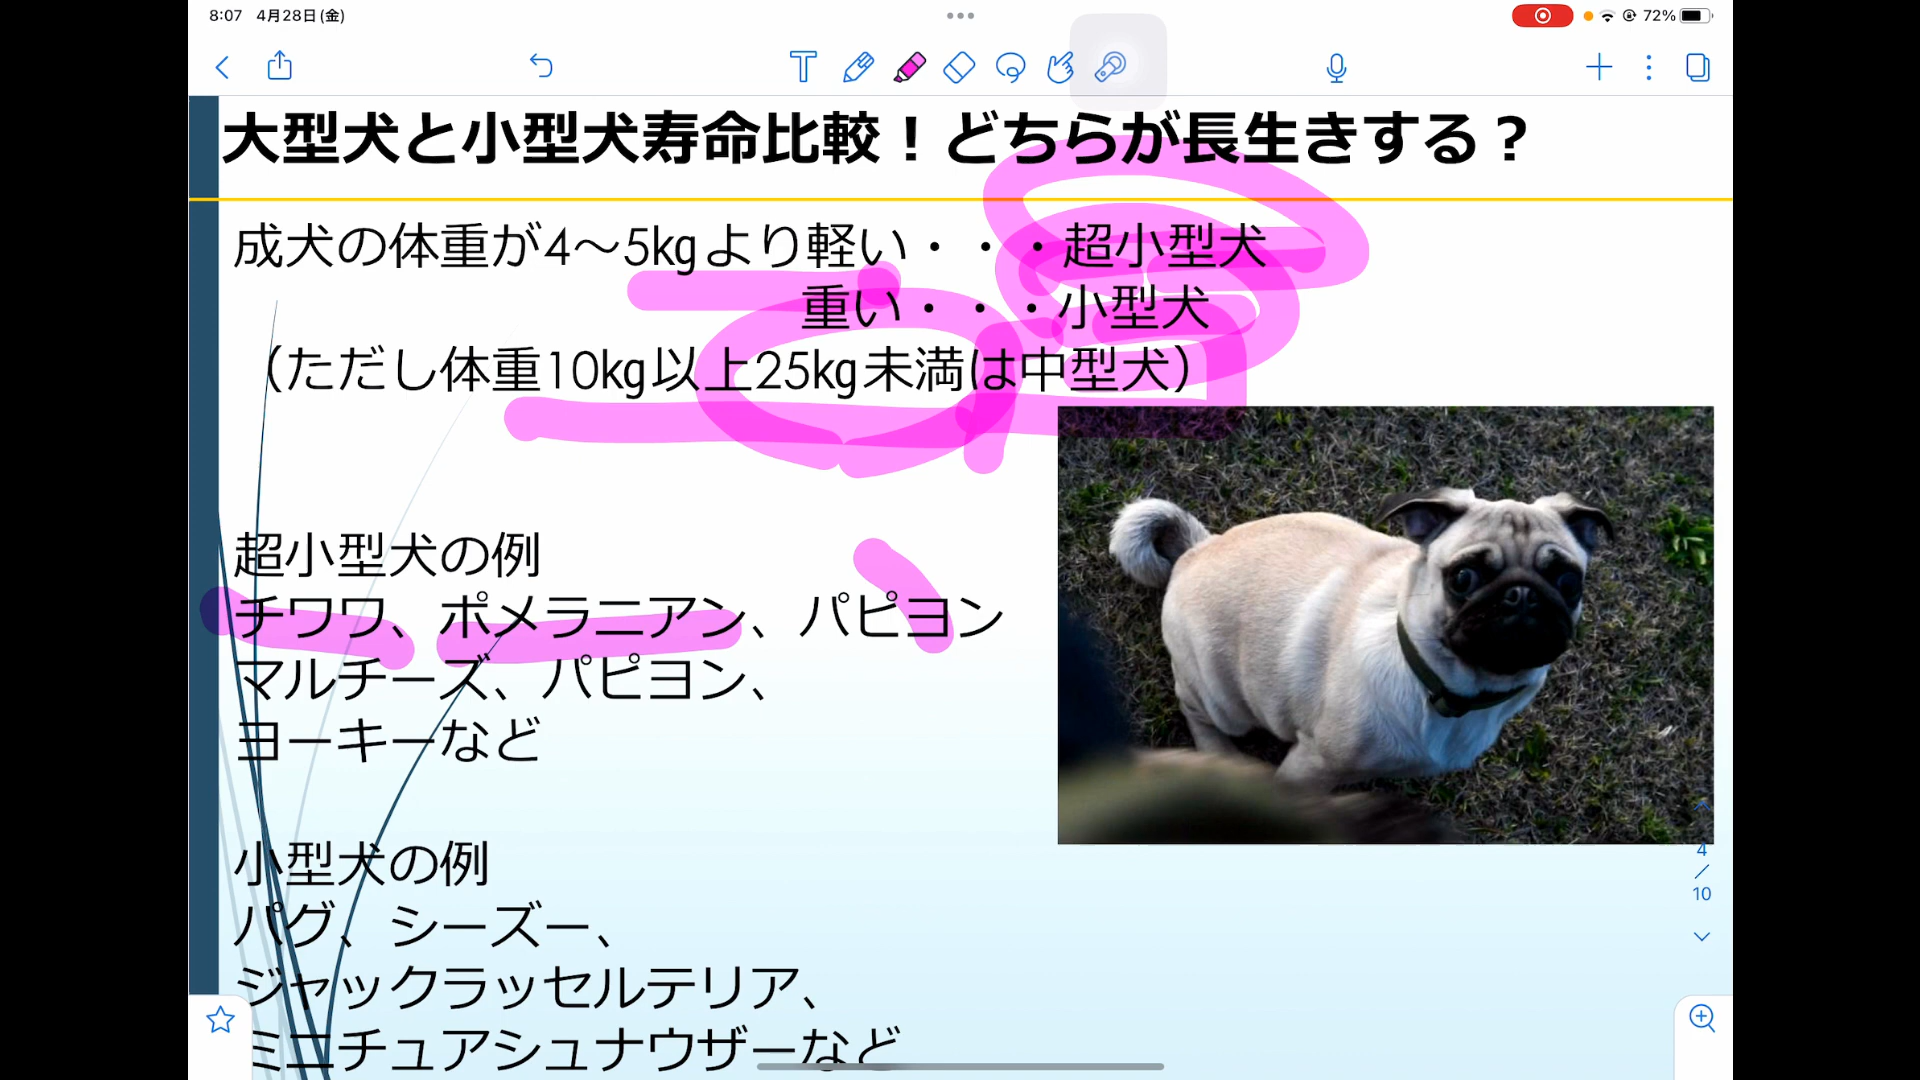 8:07 4月28日(金)
72%
大型犬と小型犬寿命比較！どちらが長生きする？
成犬の体重が4～5kgより軽い・・・超小型犬
重い・・・小型犬
（ただし体重10kg以上25kg未満は中型犬）
超小型犬の例
チワワ、ポメラニアン、パピヨン
マルチーズ、パピヨン、
ヨーキーなど
小型犬の例
パグ、シーズー、
ジャックラッセルテリア、
ミニチュアシュナウザーなど
4
/
10